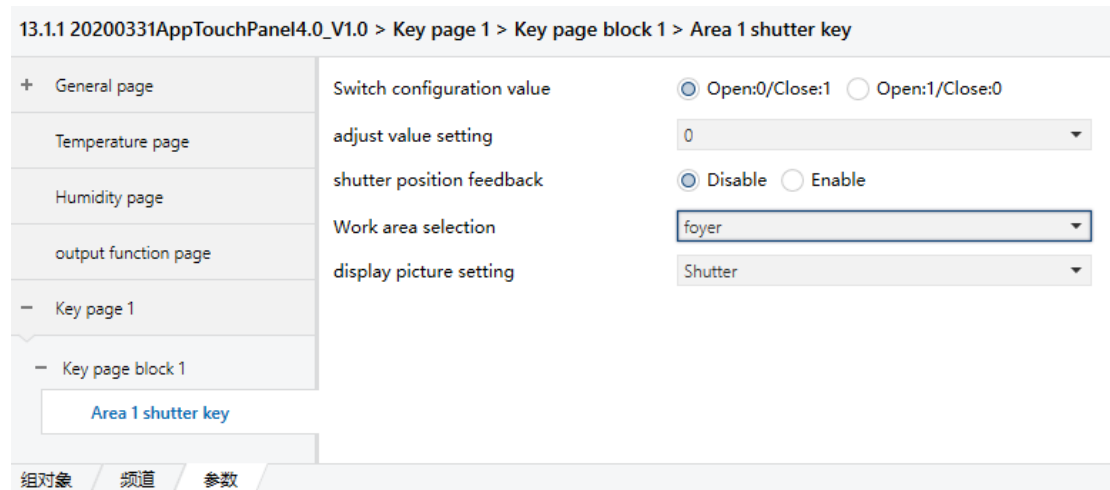 13.1.1 20200331AppTouchPanel4.0_V1.0 > Key page 1 > Key page block 1 > Area 1 shutter key
+ General page
Temperature page
Humidity page
output function page
− Key page 1
− Key page block 1
Area 1 shutter key
Switch configuration value Open:0/Close:1 Open:1/Close:0
adjust value setting 0
shutter position feedback Disable Enable
Work area selection foyer
display picture setting Shutter
组对象 频道 参数